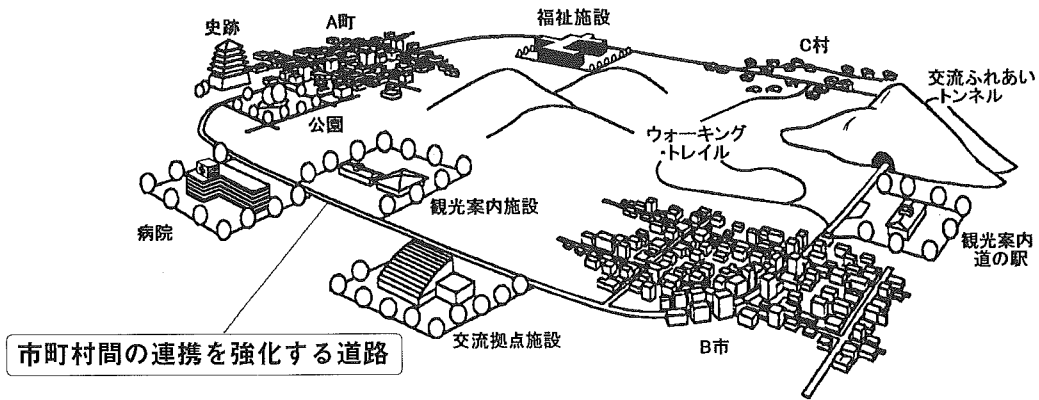 史跡
A町
福祉施設
C村
交流ふれあい
トンネル
公園
ウォーキング
・トレイル
病院
観光案内施設
観光案内
道の駅
交流拠点施設
B市
市町村間の連携を強化する道路